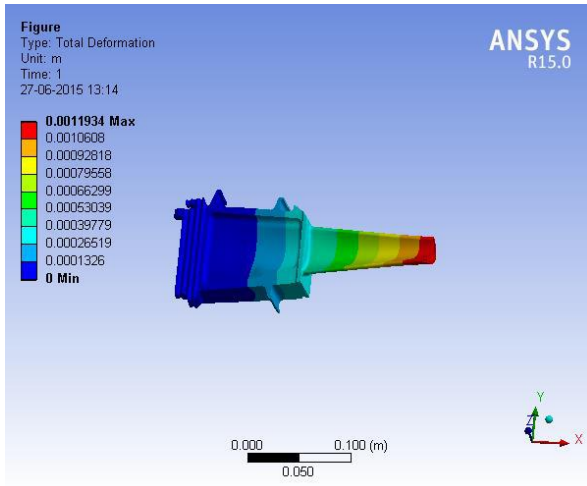 Figure
Type: Total Deformation
Unit: m
Time: 1
27-06-2015 13:14
ANSYS
R15.0
0.0011934 Max
0.0010608
0.00092818
0.00079558
0.00066299
0.00053039
0.00039779
0.00026519
0.0001326
0 Min
Y
Z
X
0.000
0.100 (m)
0.050